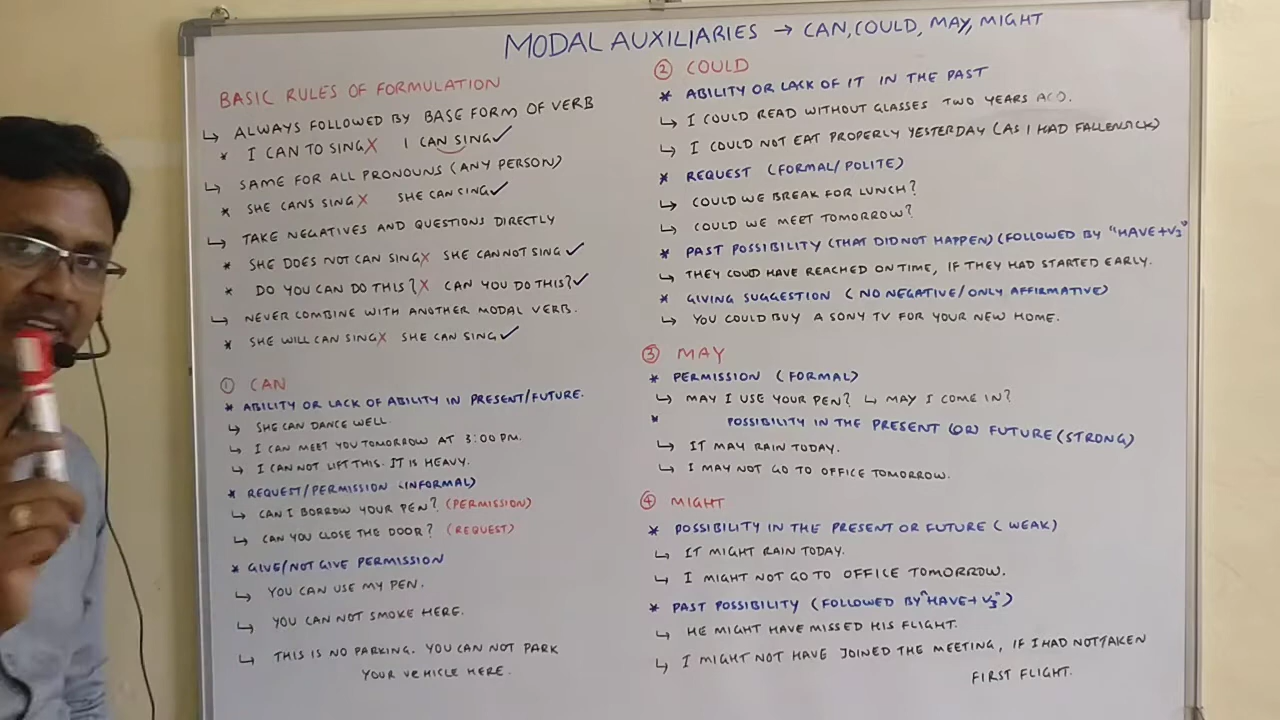 MODAL AUXILIARIES → CAN, COULD, MAY, MIGHT
BASIC RULES OF FORMULATION
↳ ALWAYS FOLLOWED BY BASE FORM OF VERB
* I CAN TO SING✗ I CAN SING✓
↳ SAME FOR ALL PRONOUNS (ANY PERSON)
* SHE CANS SING✗ SHE CAN CING✓
↳ TAKE NEGATIVES AND QUESTIONS DIRECTLY
* SHE DOES NOT CAN SING✗ SHE CANNOT SING✓
* DO YOU CAN DO THIS?✗ CAN YOU DO THIS?✓
↳ NEVER COMBINE WITH ANOTHER MODAL VERB.
* SHE WILL CAN SING✗ SHE CAN SING✓
① CAN
* ABILITY OR LACK OF ABILITY IN PRESENT/FUTURE.
↳ SHE CAN DANCE WELL
↳ I CAN MEET YOU TOMORROW AT 3:00 PM.
↳ I CAN NOT LIFT THIS. IT IS HEAVY.
* REQUEST/PERMISSION (INFORMAL)
↳ CAN I BORROW YOUR PEN? (PERMISSION)
↳ CAN YOU CLOSE THE DOOR? (REQUEST)
* GIVE/NOT GIVE PERMISSION
↳ YOU CAN USE MY PEN.
↳ YOU CAN NOT SMOKE HERE.
↳ THIS IS NO PARKING. YOU CAN NOT PARK
YOUR VEHICLE HERE.
② COULD
* ABILITY OR LACK OF IT IN THE PAST
↳ I COULD READ WITHOUT GLASSES TWO YEARS AGO.
↳ I COULD NOT EAT PROPERLY YESTERDAY (AS I HAD FALLEN SICK)
* REQUEST (FORMAL/POLITE)
↳ COULD WE BREAK FOR LUNCH?
↳ COULD WE MEET TOMORROW?
* PAST POSSIBILITY (THAT DID NOT HAPPEN) (FOLLOWED BY "HAVE+V3"
↳ THEY COULD HAVE REACHED ON TIME, IF THEY HAD STARTED EARLY.
* GIVING SUGGESTION (NO NEGATIVE/ONLY AFFIRMATIVE)
↳ YOU COULD BUY A SONY TV FOR YOUR NEW HOME.
③ MAY
* PERMISSION (FORMAL)
↳ MAY I USE YOUR PEN? ↳ MAY I COME IN?
* POSSIBILITY IN THE PRESENT (OR) FUTURE (STRONG)
↳ IT MAY RAIN TODAY.
↳ I MAY NOT GO TO OFFICE TOMORROW.
④ MIGHT
* POSSIBILITY IN THE PRESENT OR FUTURE (WEAK)
↳ IT MIGHT RAIN TODAY.
↳ I MIGHT NOT GO TO OFFICE TOMORROW.
* PAST POSSIBILITY (FOLLOWED BY "HAVE+V3")
↳ HE MIGHT HAVE MISSED HIS FLIGHT.
↳ I MIGHT NOT HAVE JOINED THE MEETING, IF I HAD NOT TAKEN
FIRST FLIGHT.